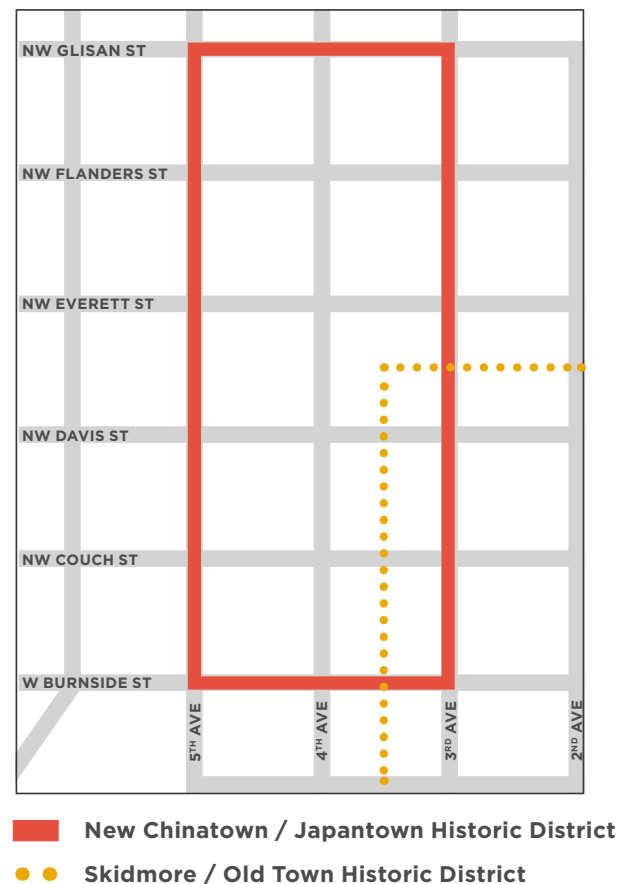 NW GLISAN ST
NW FLANDERS ST
NW EVERETT ST
NW DAVIS ST
NW COUCH ST
W BURNSIDE ST
5TH AVE
4TH AVE
3RD AVE
2ND AVE
New Chinatown / Japantown Historic District
Skidmore / Old Town Historic District